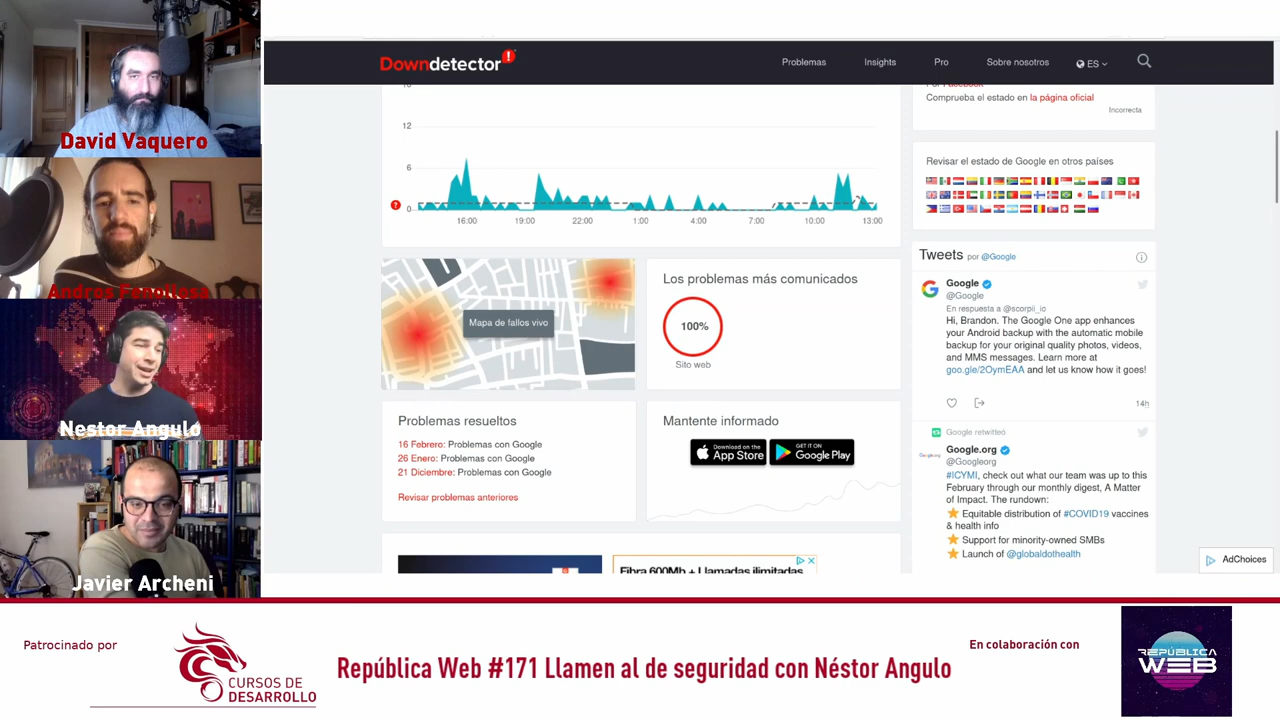 David Vaquero
Andros Fenollosa
Nestor Angulo
Javier Archeni
Downdetector
!
Problemas
Insights
Pro
Sobre nosotros
ES
12
6
0
16:00
19:00
22:00
1:00
4:00
7:00
10:00
13:00
Mapa de fallos vivo
Los problemas más comunicados
100%
Sito web
Problemas resueltos
16 Febrero: Problemas con Google
26 Enero: Problemas con Google
21 Diciembre: Problemas con Google
Revisar problemas anteriores
Mantente informado
Download on the
App Store
GET IT ON
Google Play
Fibra 600Mb + Llamadas ilimitadas
Comprueba el estado en la página oficial
Incorrecta
Revisar el estado de Google en otros países
Tweets por @Google
Google
@Google
En respuesta a @scorpii_ic
Hi, Brandon. The Google One app enhances
your Android backup with the automatic mobile
backup for your original quality photos, videos,
and MMS messages. Learn more at
goo.gle/2OymEAA and let us know how it goes!
14h
Google retwitteó
Google.org
Google.org
@Googleorg
#ICYMI, check out what our team was up to this
February through our monthly digest, A Matter
of Impact. The rundown:
Equitable distribution of #COVID19 vaccines
& health info
Support for minority-owned SMBs
Launch of @globaldothealth
AdChoices
Patrocinado por
CURSOS DE
DESARROLLO
República Web #171 Llamen al de seguridad con Néstor Angulo
En colaboración con
REPÚBLICA
WEB